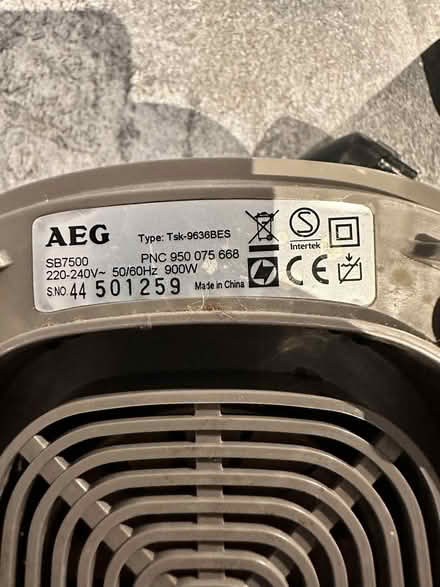 AEG
Type: Tsk-9636BES
SB7500
PNC 950 075 668
220-240V~ 50/60Hz 900W
S.NO. 44 501259
Made in China
S
Intertek
CE